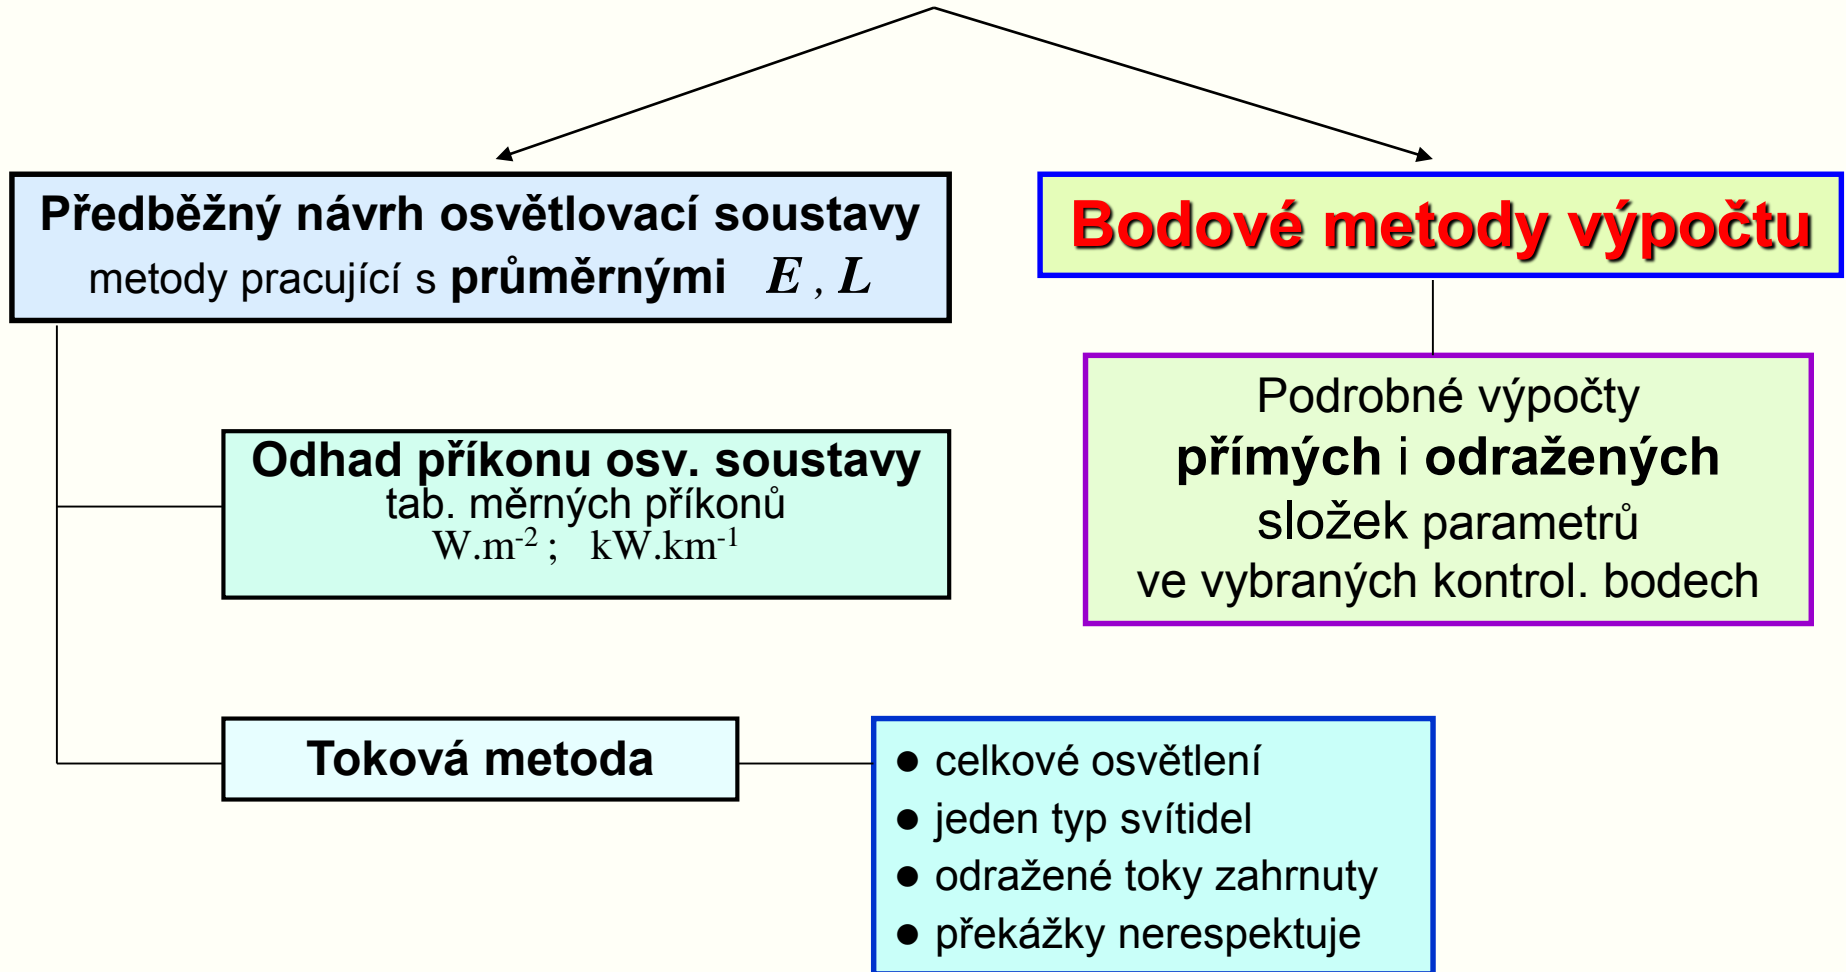 Předběžný návrh osvětlovací soustavy
metody pracující s průměrnými E , L
Bodové metody výpočtu
Odhad příkonu osv. soustavy
tab. měrných příkonů
W.m⁻² ; kW.km⁻¹
Podrobné výpočty
přímých i odražených
složek parametrů
ve vybraných kontrol. bodech
Toková metoda
● celkové osvětlení
● jeden typ svítidel
● odražené toky zahrnuty
● překážky nerespektuje